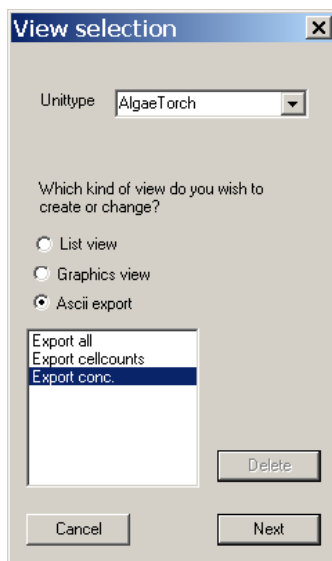 View selection
Unittype AlgaeTorch
Which kind of view do you wish to
create or change?
List view
Graphics view
Ascii export
Export all
Export cellcounts
Export conc.
Delete
Cancel Next